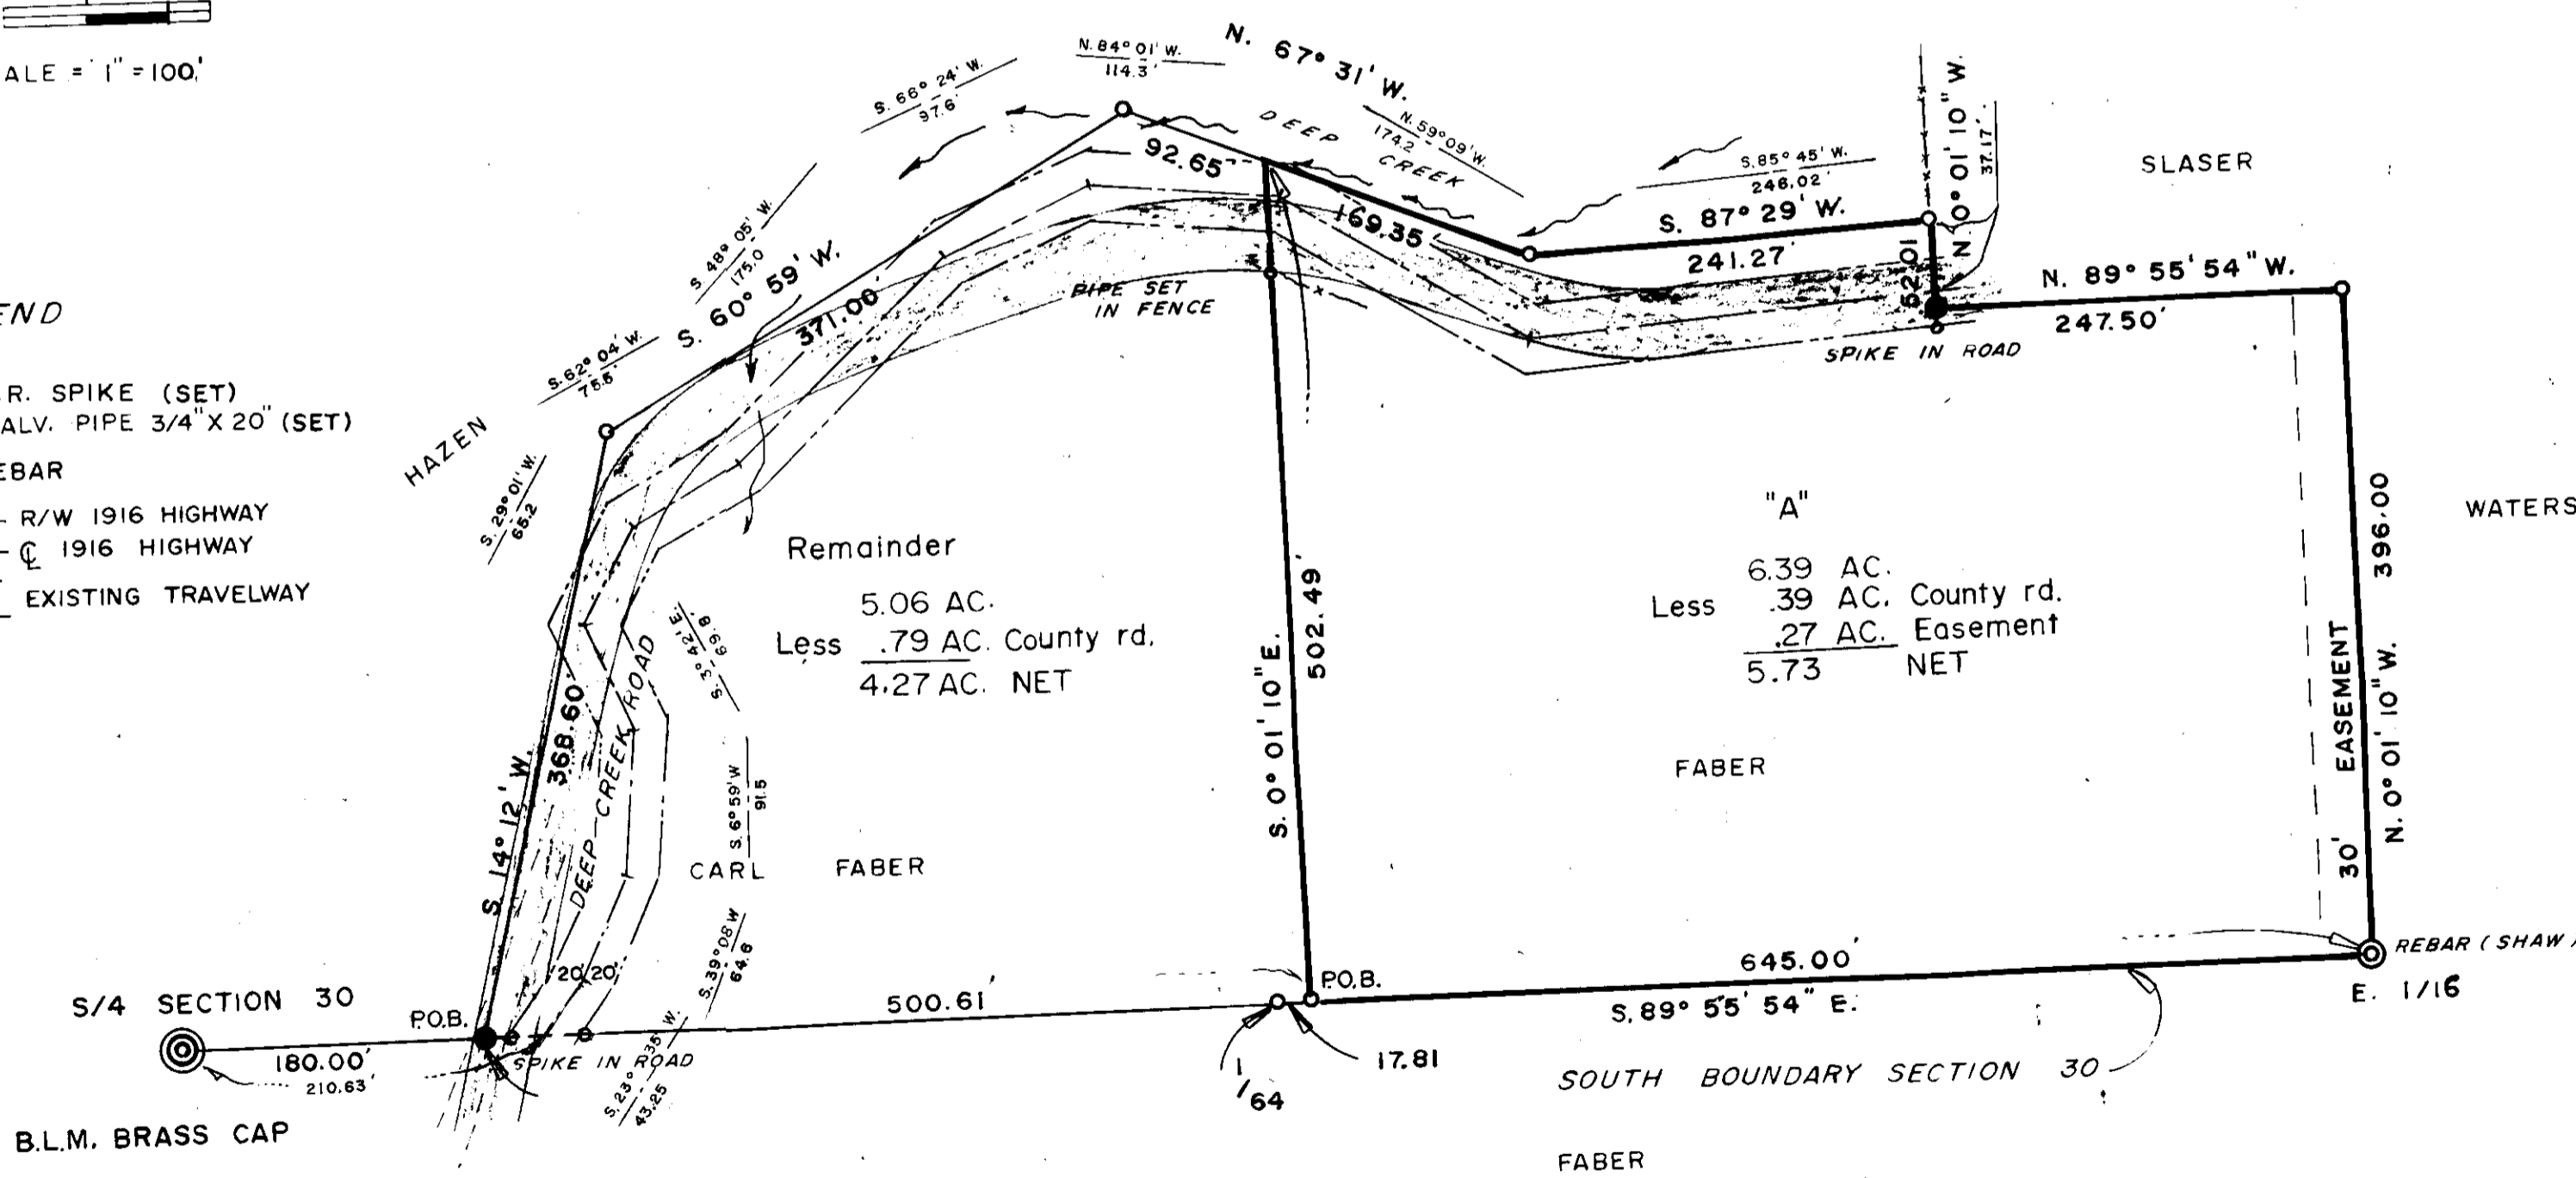 ALE = 1" = 100'
END
R. SPIKE (SET)
ALV. PIPE 3/4" X 20" (SET)
EBAR
R/W 1916 HIGHWAY
℄ 1916 HIGHWAY
EXISTING TRAVELWAY
HAZEN
S. 29° 01' W.
65.2
S. 62° 04' W.
75.5'
S. 48° 05' W.
175.0
S. 60° 59' W.
371.00'
S. 66° 24' W.
97.6'
N. 84° 01' W.
114.3'
N. 67° 31' W.
92.65'
DEEP CREEK
N. 59° 09' W.
174.2
169.35'
S. 85° 45' W.
246.02'
S. 87° 29' W.
241.27'
N. 0° 01' 10" W.
37.17'
52.01
SLASER
N. 89° 55' 54" W.
247.50'
SPIKE IN ROAD
PIPE SET
IN FENCE
Remainder
5.06 AC.
Less .79 AC. County rd.
4.27 AC. NET
"A"
6.39 AC.
Less .39 AC. County rd.
.27 AC. Easement
5.73 NET
FABER
WATERS
396.00
N. 0° 01' 10" W.
30' EASEMENT
S. 0° 01' 10" E.
502.49'
S. 14° 12' W.
368.60'
DEEP CREEK ROAD
S. 3° 42' E.
69.8'
S. 6° 59' W
91.5
CARL FABER
S. 39° 08' W
64.6
20' 20'
S. 23° 35' W.
43.25
S/4 SECTION 30
P.O.B.
180.00'
210.63'
SPIKE IN ROAD
B.L.M. BRASS CAP
500.61'
P.O.B.
17.81
1/64
645.00'
S. 89° 55' 54" E.
REBAR (SHAW)
E. 1/16
SOUTH BOUNDARY SECTION 30
FABER